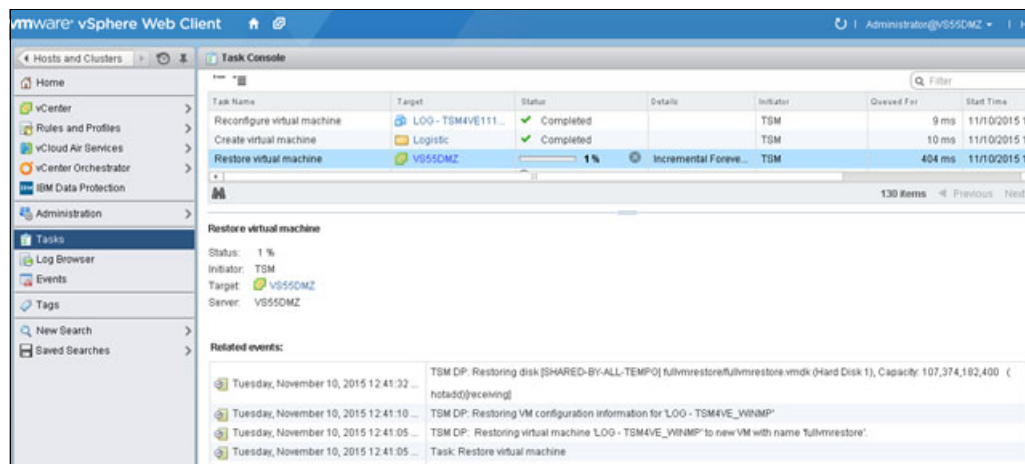 vmware® vSphere Web Client
Administrator@VS55DMZ
Hosts and Clusters
Task Console
Home
Filter
Task Name Target Status Details Initiator Queued For Start Time
vCenter
Reconfigure virtual machine LOG - TSM4VE111... Completed TSM 9 ms 11/10/2015 1
Rules and Profiles
Create virtual machine Logistic Completed TSM 10 ms 11/10/2015 1
vCloud Air Services
Restore virtual machine VS55DMZ 1 % Incremental Foreve... TSM 404 ms 11/10/2015 1
vCenter Orchestrator
IBM Data Protection
130 items Previous Next
Administration
Restore virtual machine
Tasks
Status: 1 %
Log Browser
Initiator: TSM
Events
Target: VS55DMZ
Server: VS55DMZ
Tags
New Search
Saved Searches
Related events:
Tuesday, November 10, 2015 12:41:32 ... TSM DP: Restoring disk [SHARED-BY-ALL-TEMPO] fullvmrestore/fullvmrestore.vmdk (Hard Disk 1), Capacity: 107,374,182,400 (
hotadd)[receiving]
Tuesday, November 10, 2015 12:41:10 ... TSM DP: Restoring VM configuration information for 'LOG - TSM4VE_WINMP'
Tuesday, November 10, 2015 12:41:05 ... TSM DP: Restoring virtual machine 'LOG - TSM4VE_WINMP' to new VM with name 'fullvmrestore'.
Tuesday, November 10, 2015 12:41:05 ... Task: Restore virtual machine